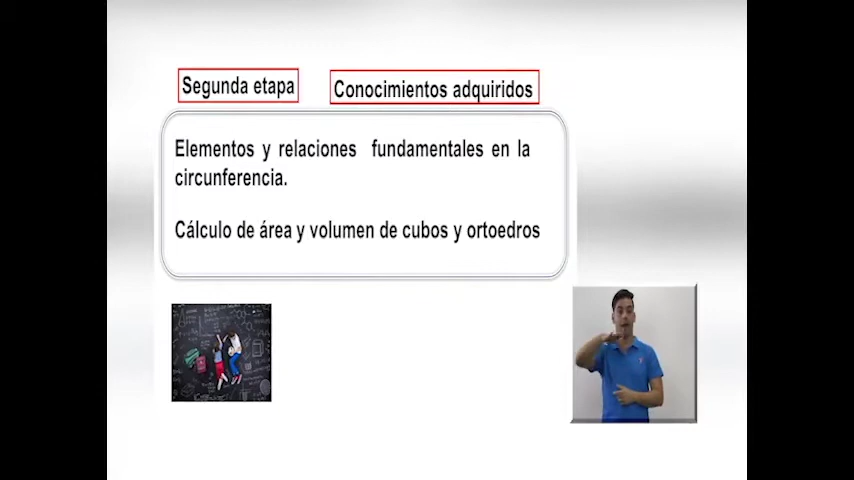 Segunda etapa
Conocimientos adquiridos
Elementos y relaciones fundamentales en la
circunferencia.
Cálculo de área y volumen de cubos y ortoedros